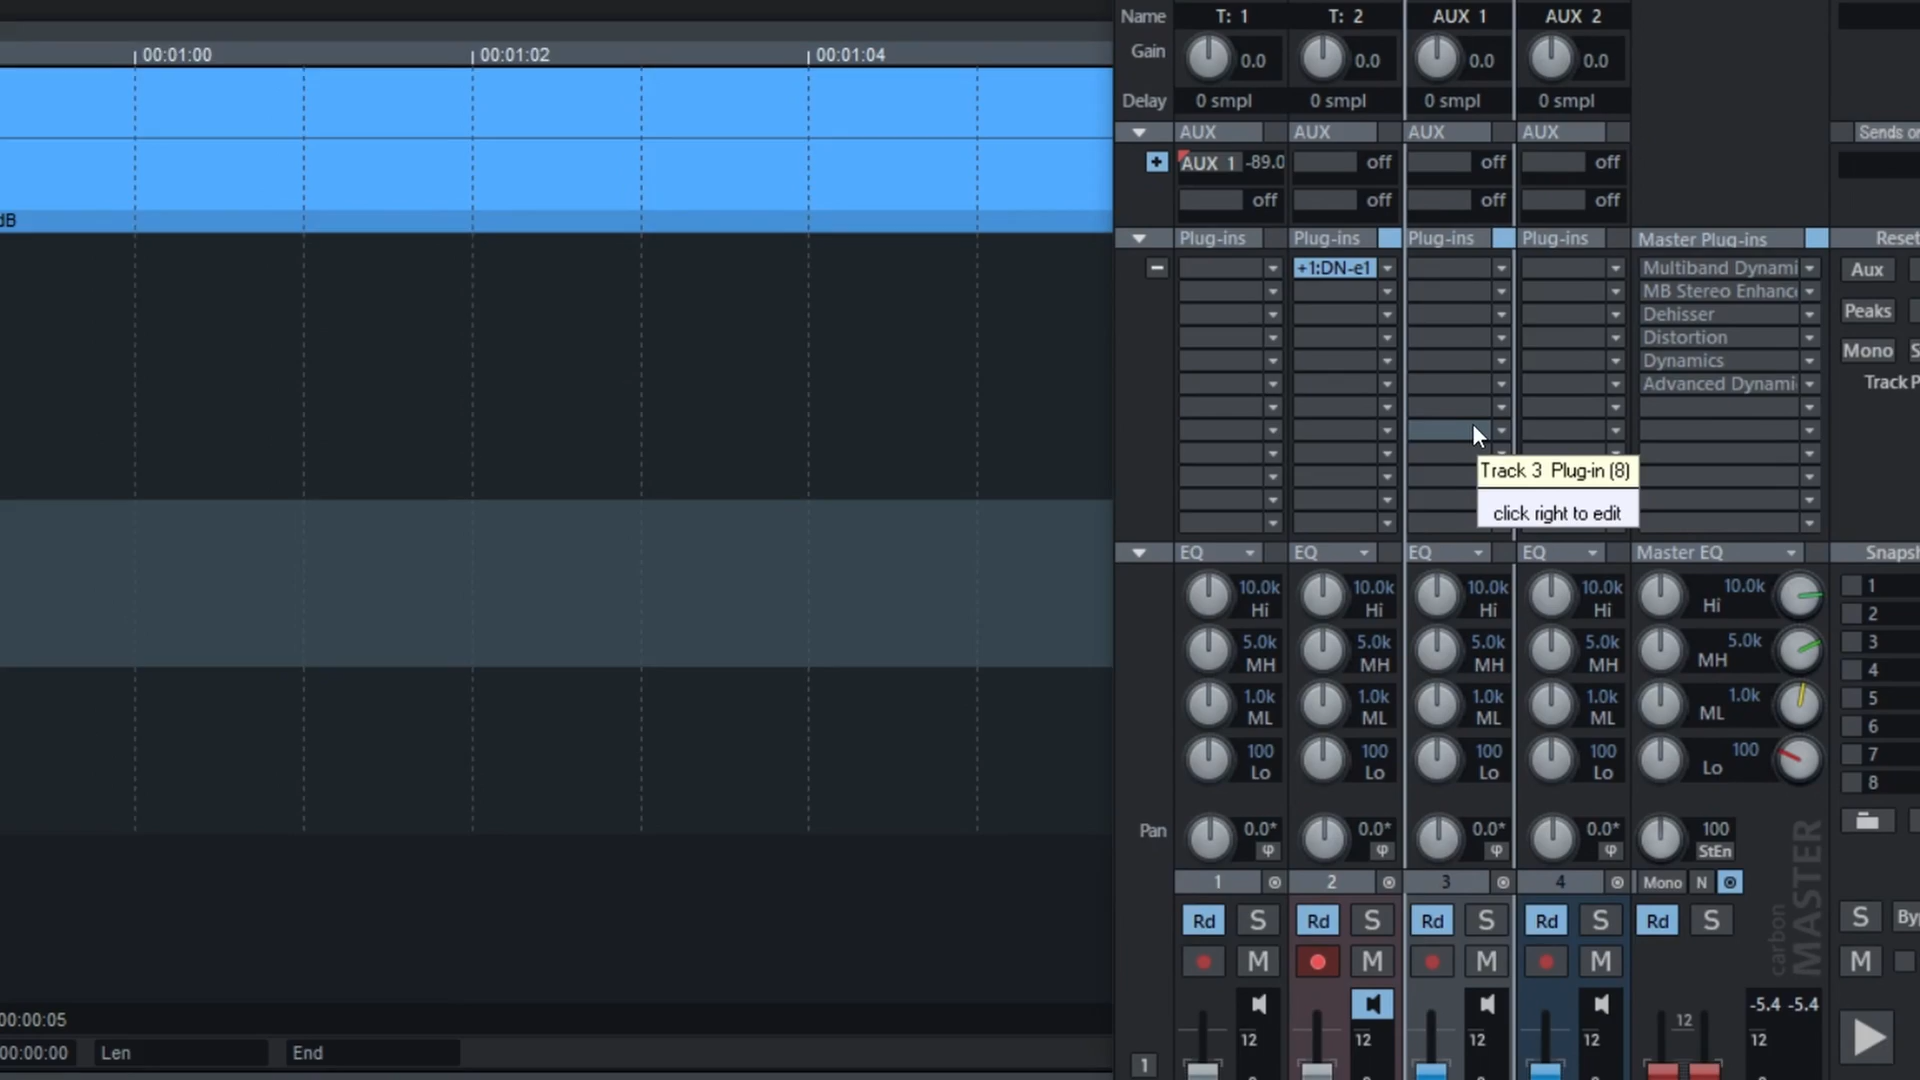 00:01:00 00:01:02 00:01:04
dB
00:00:05
00:00:00 Len End
Name T: 1 T: 2 AUX 1 AUX 2
Gain 0.0 0.0 0.0 0.0
Delay 0 smpl 0 smpl 0 smpl 0 smpl
AUX AUX AUX AUX Sends
AUX 1 -89.0 off off off
off off off off
Plug-ins Plug-ins Plug-ins Plug-ins Master Plug-ins Reset
+1:DN-e1 Multiband Dynami Aux
MB Stereo Enhanc
Dehisser Peaks
Distortion
Dynamics Mono S
Advanced Dynami Track P
Track 3 Plug-in (8)
click right to edit
EQ EQ EQ EQ Master EQ Snapsh
10.0k 10.0k 10.0k 10.0k 10.0k 1
Hi Hi Hi Hi Hi 2
5.0k 5.0k 5.0k 5.0k 5.0k 3
MH MH MH MH MH 4
1.0k 1.0k 1.0k 1.0k 1.0k 5
ML ML ML ML ML 6
100 100 100 100 100 7
Lo Lo Lo Lo Lo 8
Pan 0.0* 0.0* 0.0* 0.0* 100
φ φ φ φ StEn
1 2 3 4 Mono N
Rd S Rd S Rd S Rd S Rd S S Byp
M M M M M
carbon MASTER
-5.4 -5.4
12 12 12 12 12 12
1